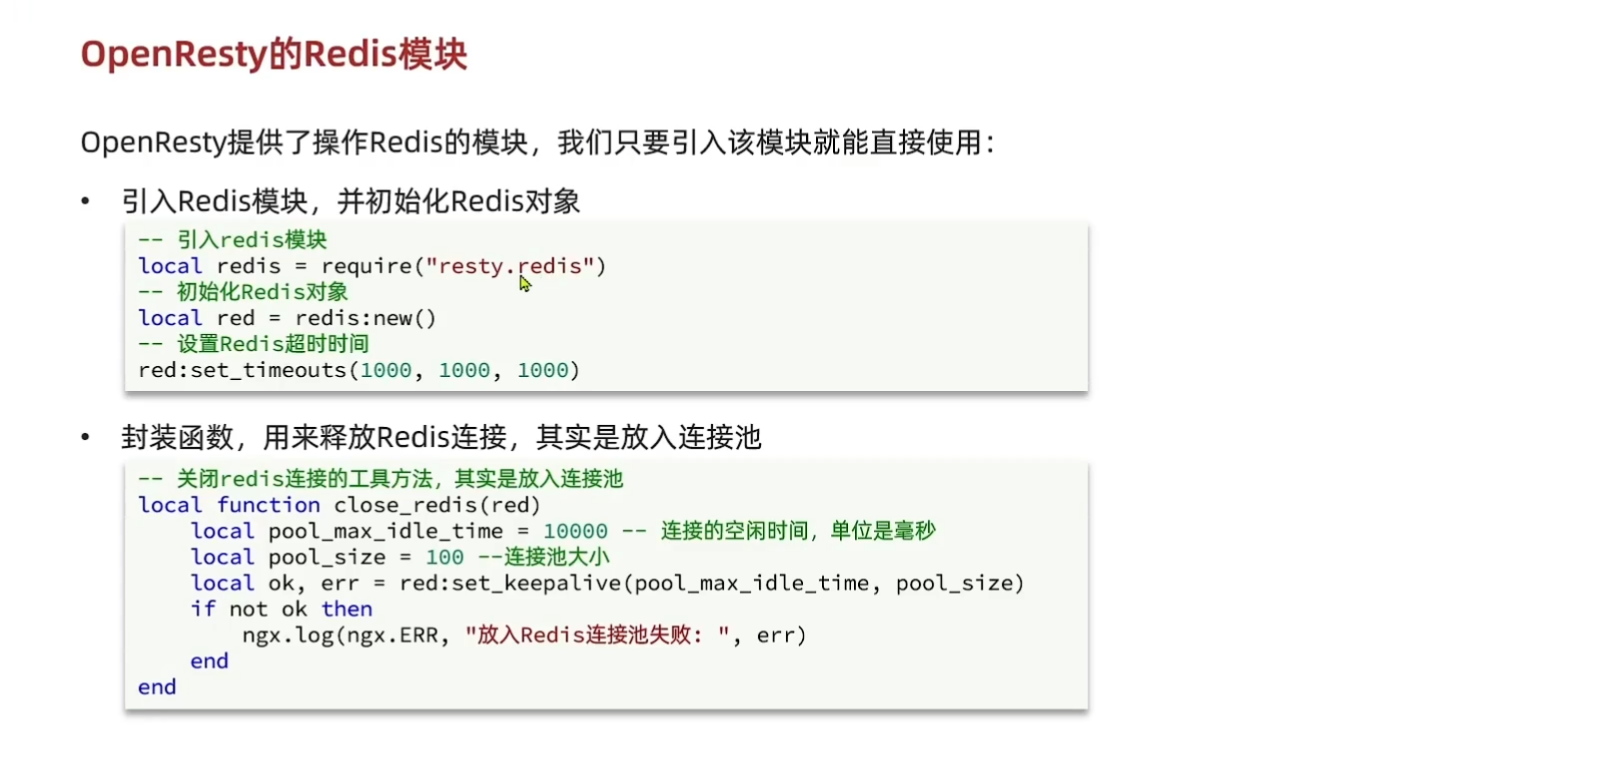 OpenResty的Redis模块
OpenResty提供了操作Redis的模块，我们只要引入该模块就能直接使用：
• 引入Redis模块，并初始化Redis对象
-- 引入redis模块
local redis = require("resty.redis")
-- 初始化Redis对象
local red = redis:new()
-- 设置Redis超时时间
red:set_timeouts(1000, 1000, 1000)
• 封装函数，用来释放Redis连接，其实是放入连接池
-- 关闭redis连接的工具方法，其实是放入连接池
local function close_redis(red)
    local pool_max_idle_time = 10000 -- 连接的空闲时间，单位是毫秒
    local pool_size = 100 --连接池大小
    local ok, err = red:set_keepalive(pool_max_idle_time, pool_size)
    if not ok then
        ngx.log(ngx.ERR, "放入Redis连接池失败: ", err)
    end
end